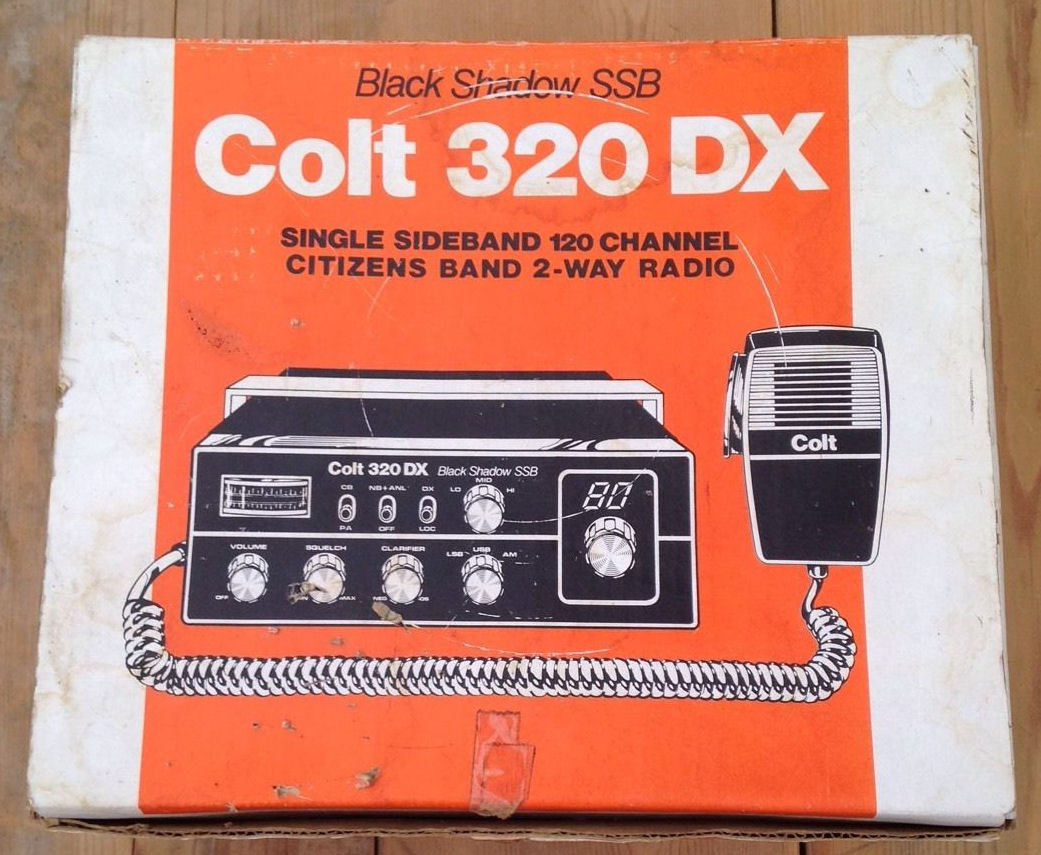 Black Shadow SSB
Colt 320 DX
SINGLE SIDEBAND 120 CHANNEL
CITIZENS BAND 2-WAY RADIO
Colt
Colt 320 DX Black Shadow SSB
CB NB+ANL DX
LO MID HI
80
PA OFF LOC
VOLUME SQUELCH CLARIFIER
LSB USB AM
OFF MAX NEG